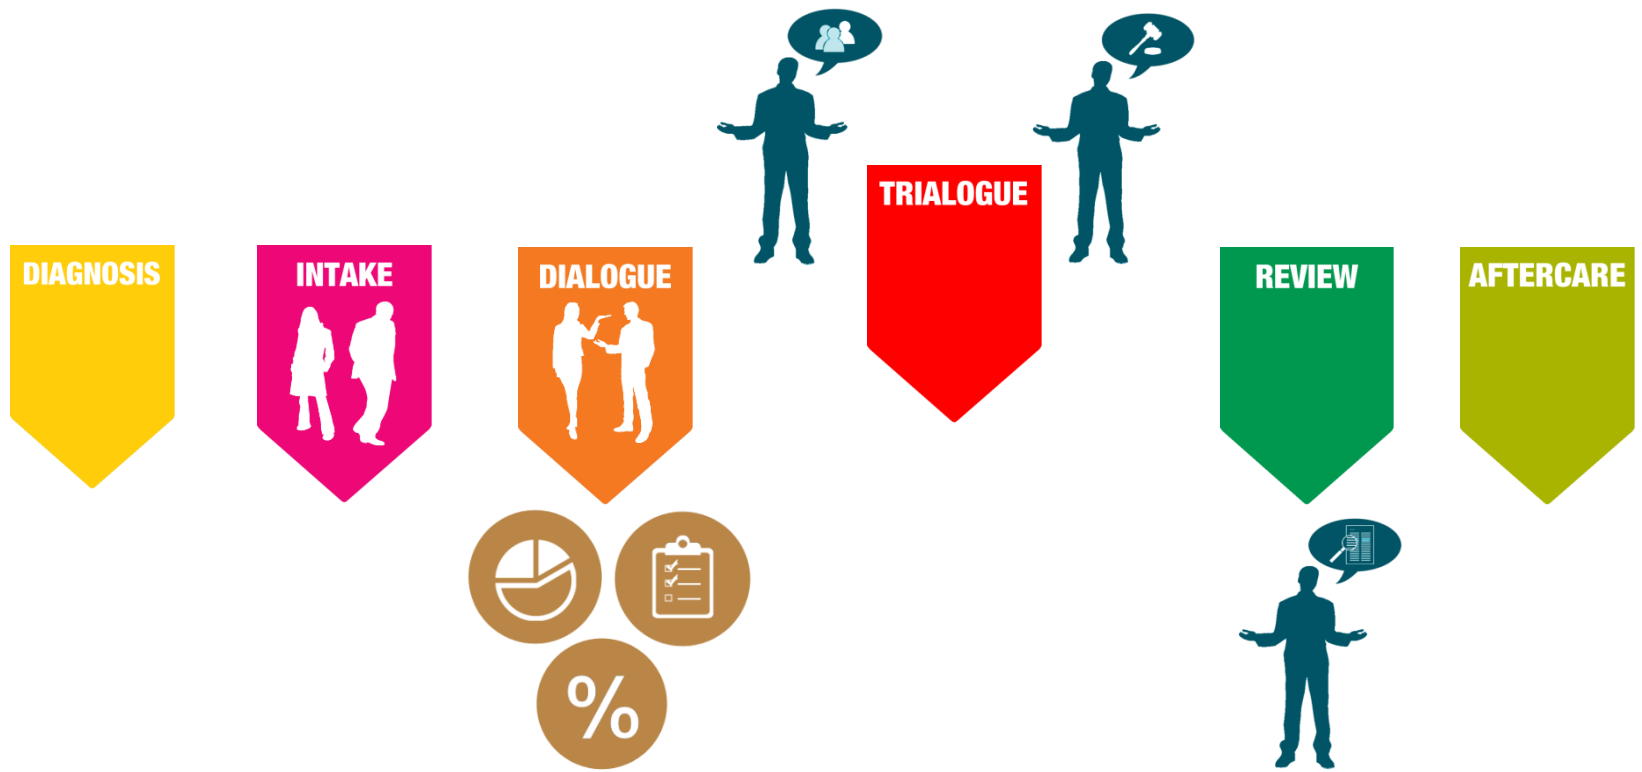 DIAGNOSIS
INTAKE
DIALOGUE
TRIALOGUE
REVIEW
AFTERCARE
%